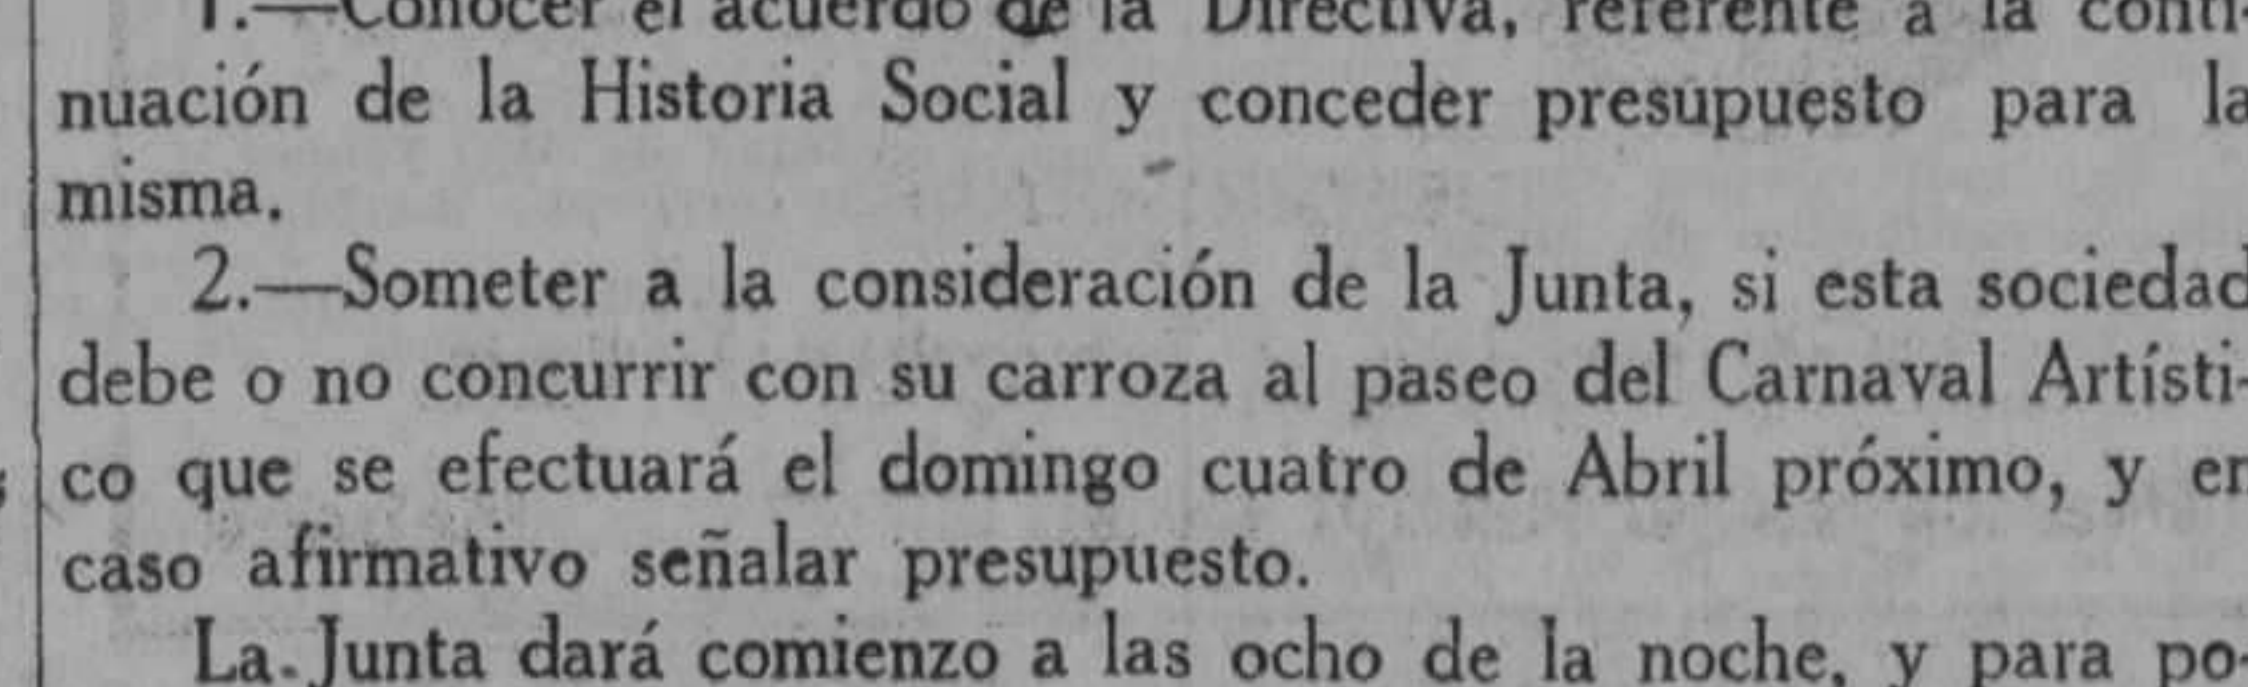 1.—Conocer el acuerdo de la Directiva, referente a la conti-
nuación de la Historia Social y conceder presupuesto para la
misma.
2.—Someter a la consideración de la Junta, si esta sociedad
debe o no concurrir con su carroza al paseo del Carnaval Artísti-
co que se efectuará el domingo cuatro de Abril próximo, y en
caso afirmativo señalar presupuesto.
La Junta dará comienzo a las ocho de la noche, y para po-